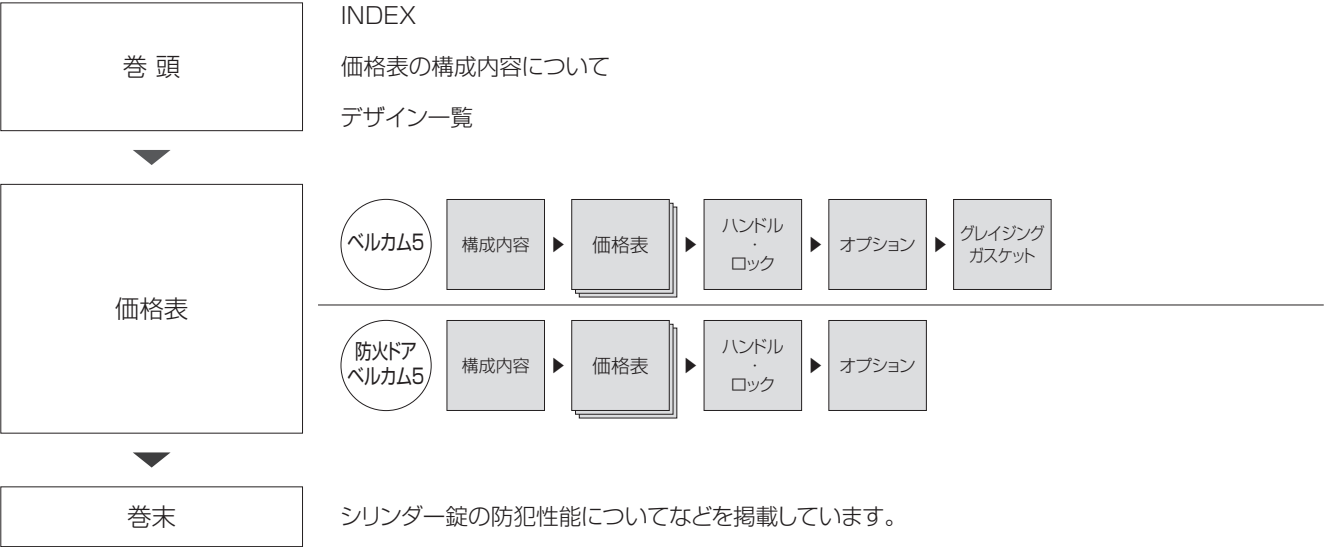 巻 頭
INDEX
価格表の構成内容について
デザイン一覧
価格表
ベルカム5
構成内容
価格表
ハンドル
・
ロック
オプション
グレイジング
ガスケット
防火ドア
ベルカム5
構成内容
価格表
ハンドル
・
ロック
オプション
巻末
シリンダー錠の防犯性能についてなどを掲載しています。